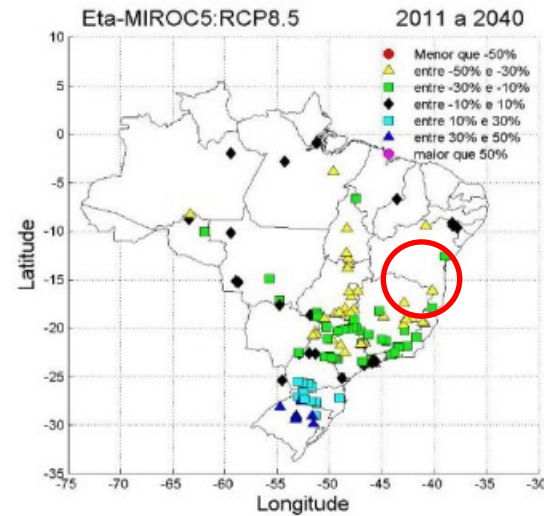 Eta-MIROC5:RCP8.5 2011 a 2040
Menor que -50%
entre -50% e -30%
entre -30% e -10%
entre -10% e 10%
entre 10% e 30%
entre 30% e 50%
maior que 50%
10
5
0
-5
-10
-15
-20
-25
-30
-35
Latitude
-75 -70 -65 -60 -55 -50 -45 -40 -35 -30
Longitude